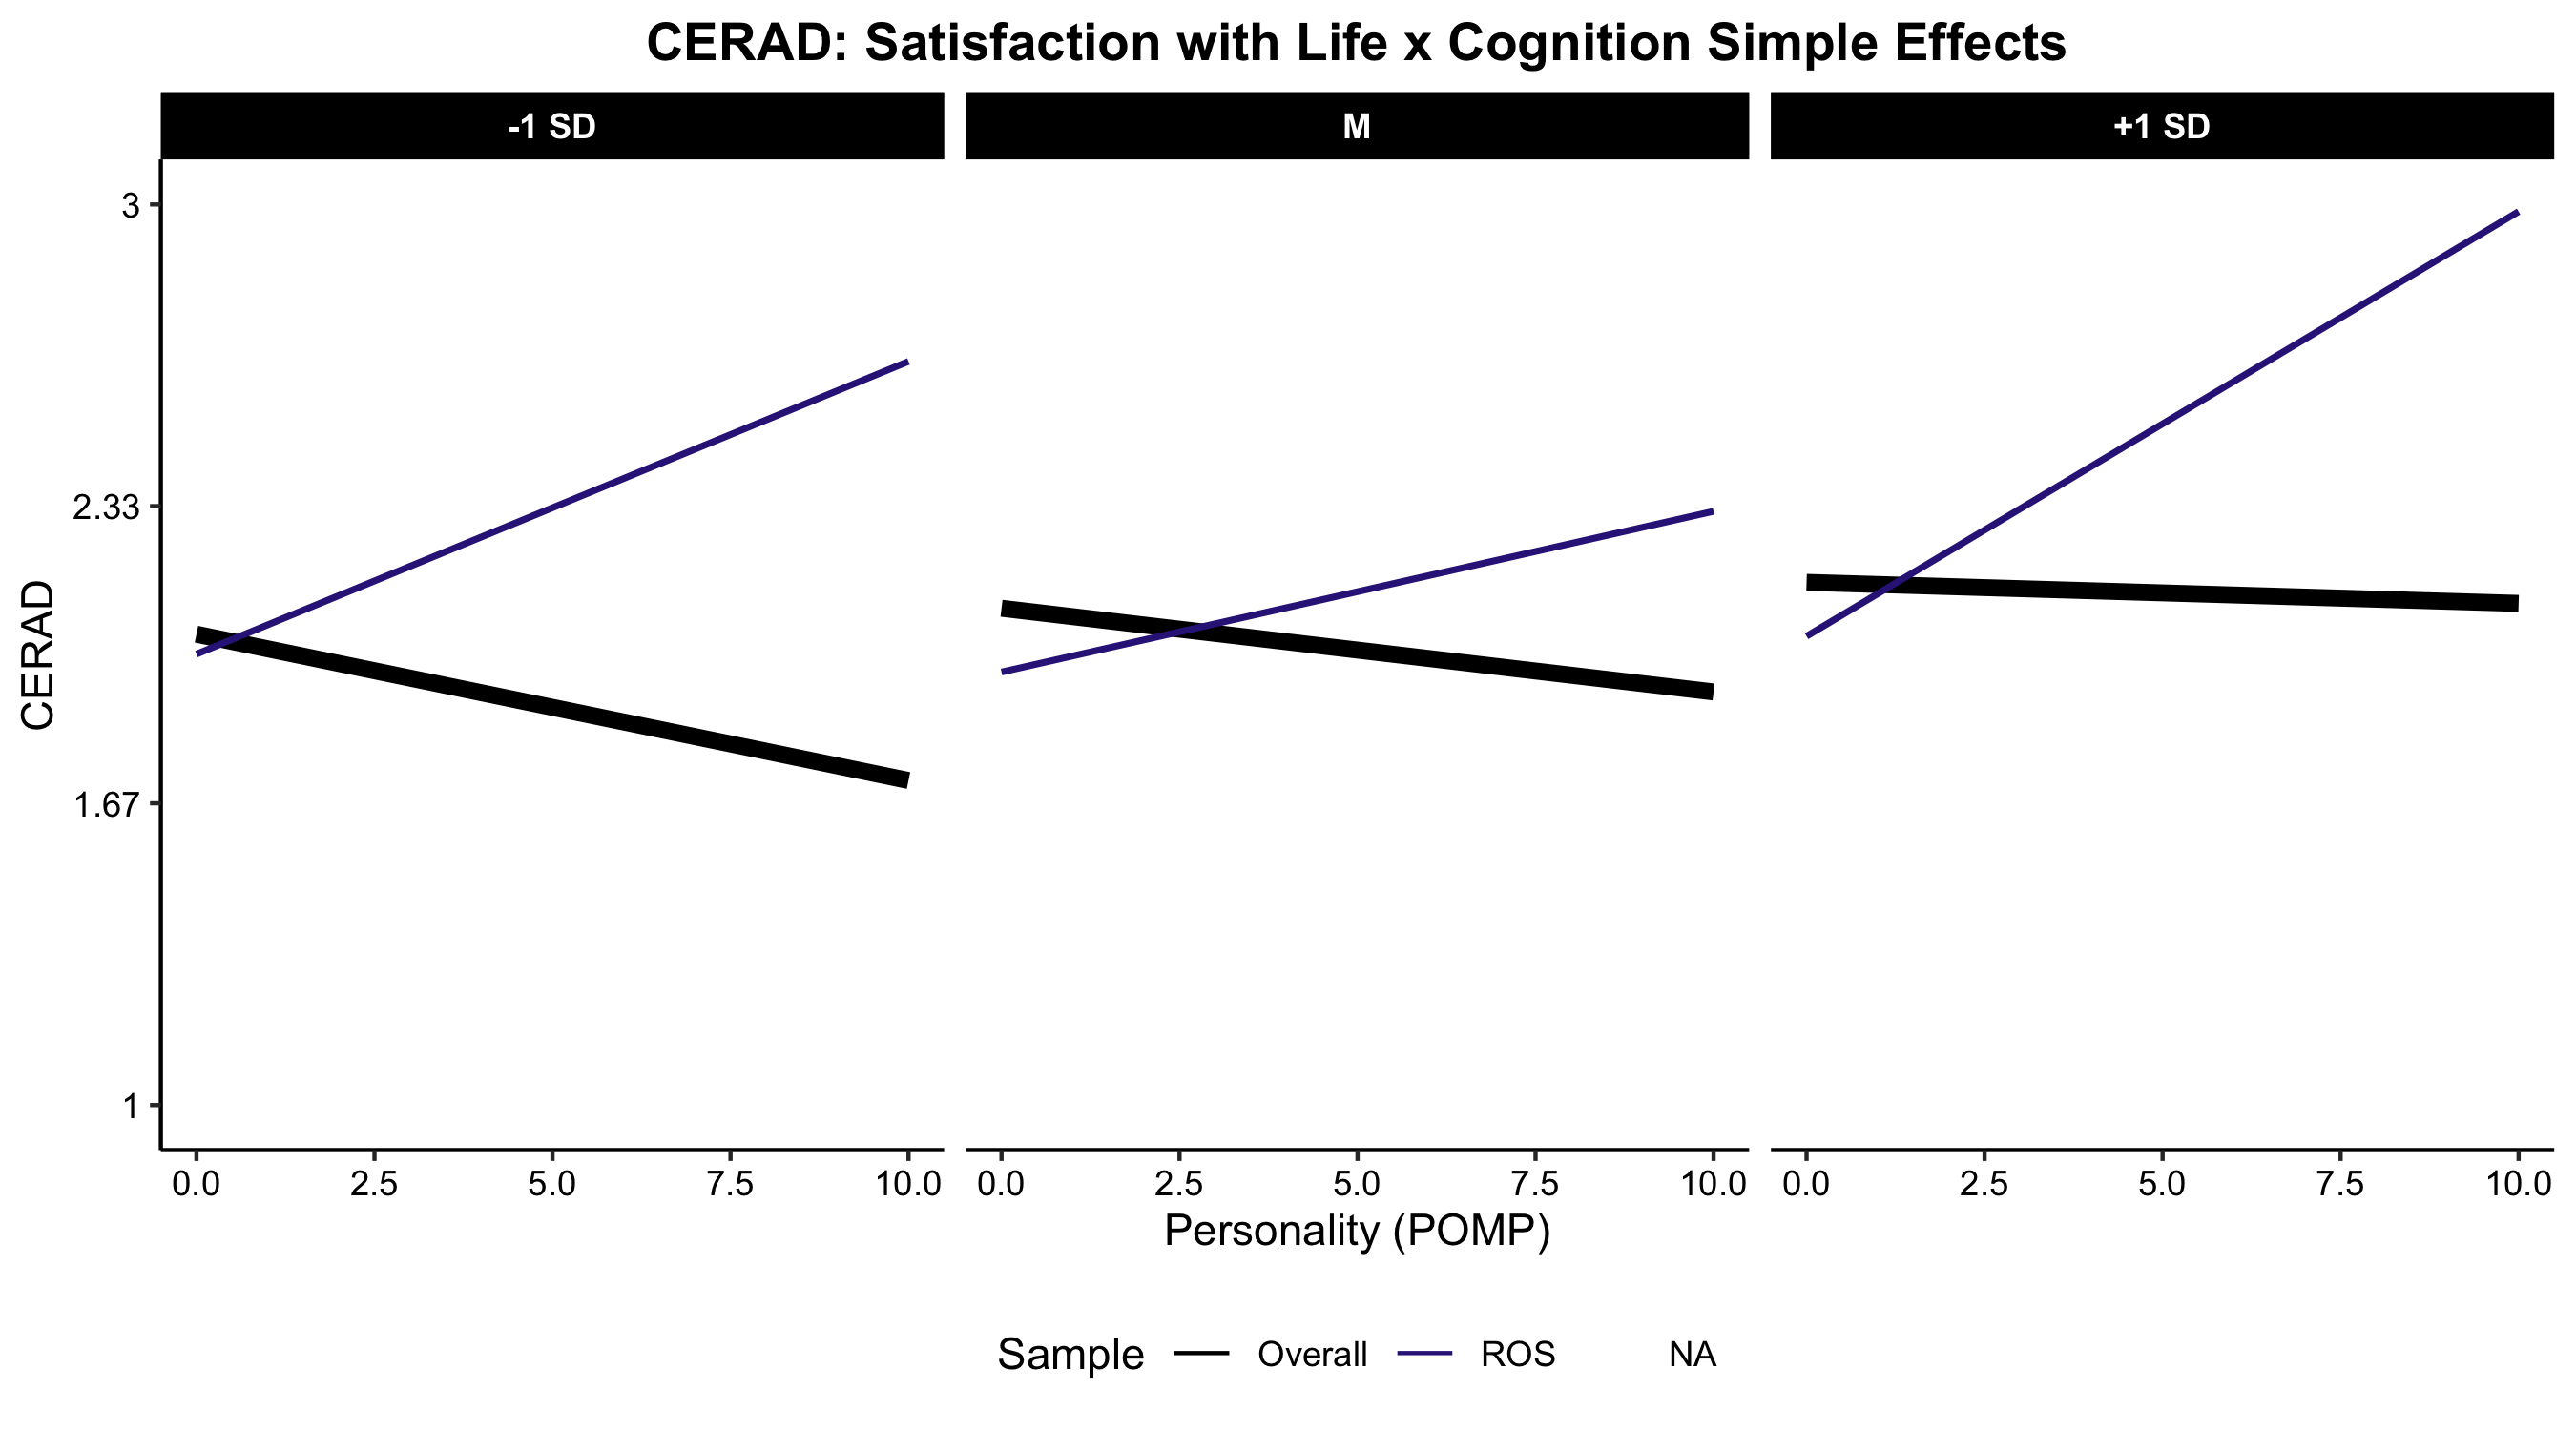 CERAD: Satisfaction with Life x Cognition Simple Effects
-1 SD
M
+1 SD
3
2.33
1.67
1
CERAD
0.0 2.5 5.0 7.5 10.0
0.0 2.5 5.0 7.5 10.0
0.0 2.5 5.0 7.5 10.0
Personality (POMP)
Sample Overall ROS NA